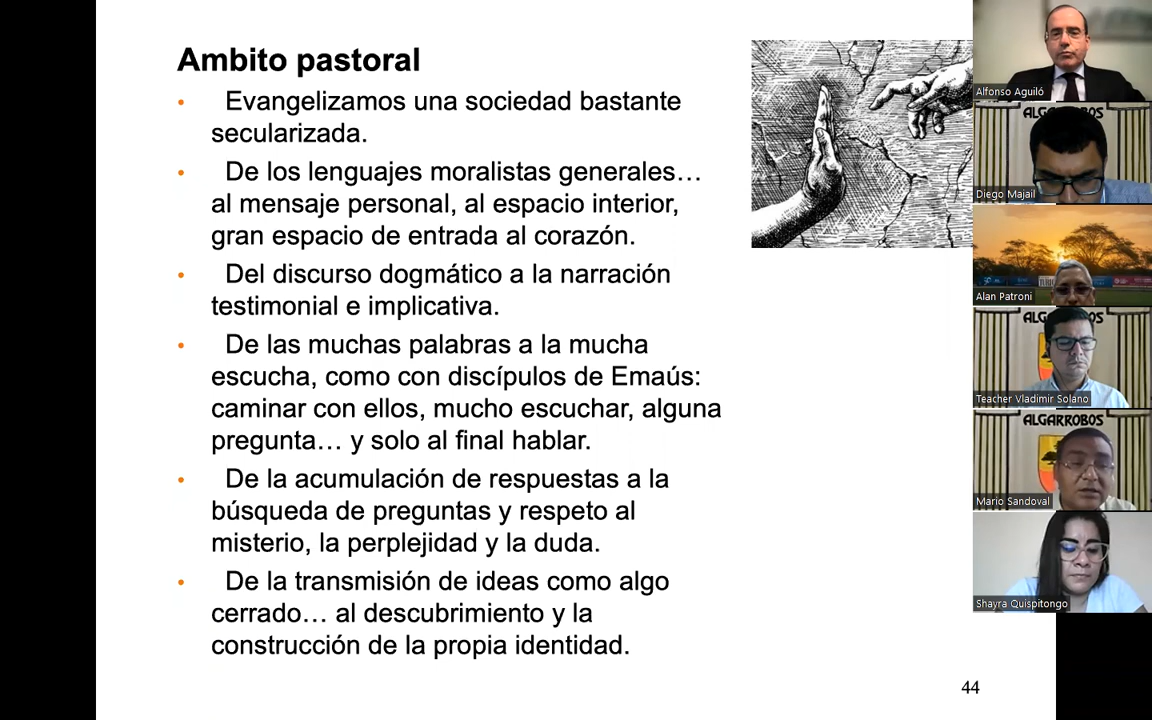 Ambito pastoral
• Evangelizamos una sociedad bastante
secularizada.
• De los lenguajes moralistas generales…
al mensaje personal, al espacio interior,
gran espacio de entrada al corazón.
• Del discurso dogmático a la narración
testimonial e implicativa.
• De las muchas palabras a la mucha
escucha, como con discípulos de Emaús:
caminar con ellos, mucho escuchar, alguna
pregunta… y solo al final hablar.
• De la acumulación de respuestas a la
búsqueda de preguntas y respeto al
misterio, la perplejidad y la duda.
• De la transmisión de ideas como algo
cerrado… al descubrimiento y la
construcción de la propia identidad.
44
Alfonso Aguiló
ALGARROBOS
Diego Majail
Alan Patroni
ALGARROBOS
Teacher Vladimir Solano
ALGARROBOS
Mario Sandoval
Shayra Quispitongo